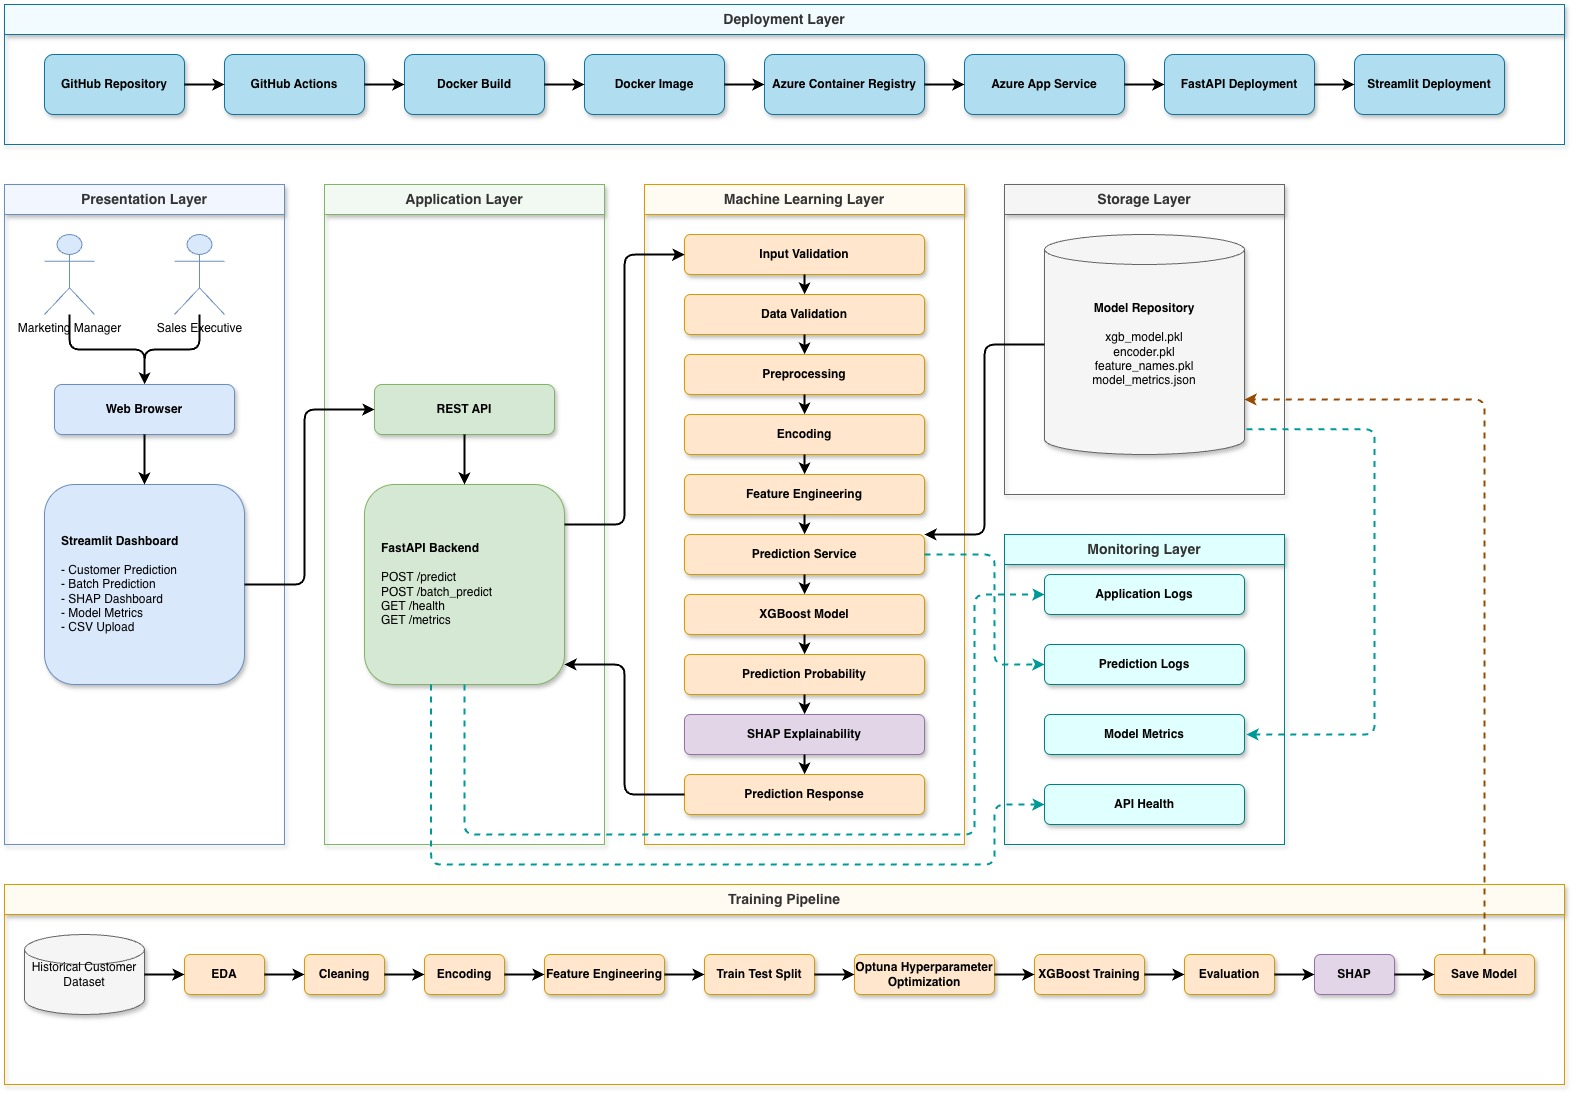 Deployment Layer
GitHub Repository
GitHub Actions
Docker Build
Docker Image
Azure Container Registry
Azure App Service
FastAPI Deployment
Streamlit Deployment
Presentation Layer
Marketing Manager
Sales Executive
Web Browser
Streamlit Dashboard
- Customer Prediction
- Batch Prediction
- SHAP Dashboard
- Model Metrics
- CSV Upload
Application Layer
REST API
FastAPI Backend
POST /predict
POST /batch_predict
GET /health
GET /metrics
Machine Learning Layer
Input Validation
Data Validation
Preprocessing
Encoding
Feature Engineering
Prediction Service
XGBoost Model
Prediction Probability
SHAP Explainability
Prediction Response
Storage Layer
Model Repository
xgb_model.pkl
encoder.pkl
feature_names.pkl
model_metrics.json
Monitoring Layer
Application Logs
Prediction Logs
Model Metrics
API Health
Training Pipeline
Historical Customer
Dataset
EDA
Cleaning
Encoding
Feature Engineering
Train Test Split
Optuna Hyperparameter
Optimization
XGBoost Training
Evaluation
SHAP
Save Model